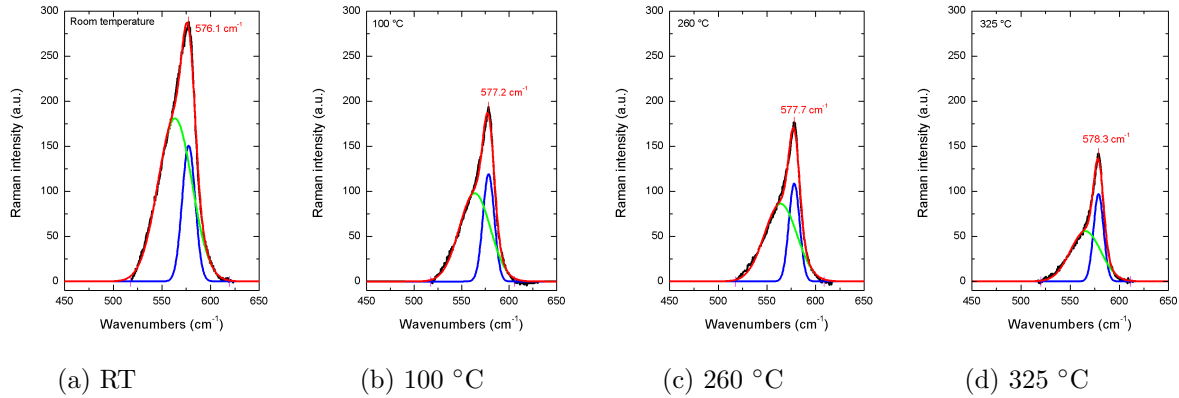 Room temperature
576.1 cm⁻¹
Raman intensity (a.u.)
300
250
200
150
100
50
0
450 500 550 600 650
Wavenumbers (cm⁻¹)
(a) RT
100 °C
577.2 cm⁻¹
Raman intensity (a.u.)
300
250
200
150
100
50
0
450 500 550 600 650
Wavenumbers (cm⁻¹)
(b) 100 °C
260 °C
577.7 cm⁻¹
Raman intensity (a.u.)
300
250
200
150
100
50
0
450 500 550 600 650
Wavenumbers (cm⁻¹)
(c) 260 °C
325 °C
578.3 cm⁻¹
Raman intensity (a.u.)
300
250
200
150
100
50
0
450 500 550 600 650
Wavenumbers (cm⁻¹)
(d) 325 °C